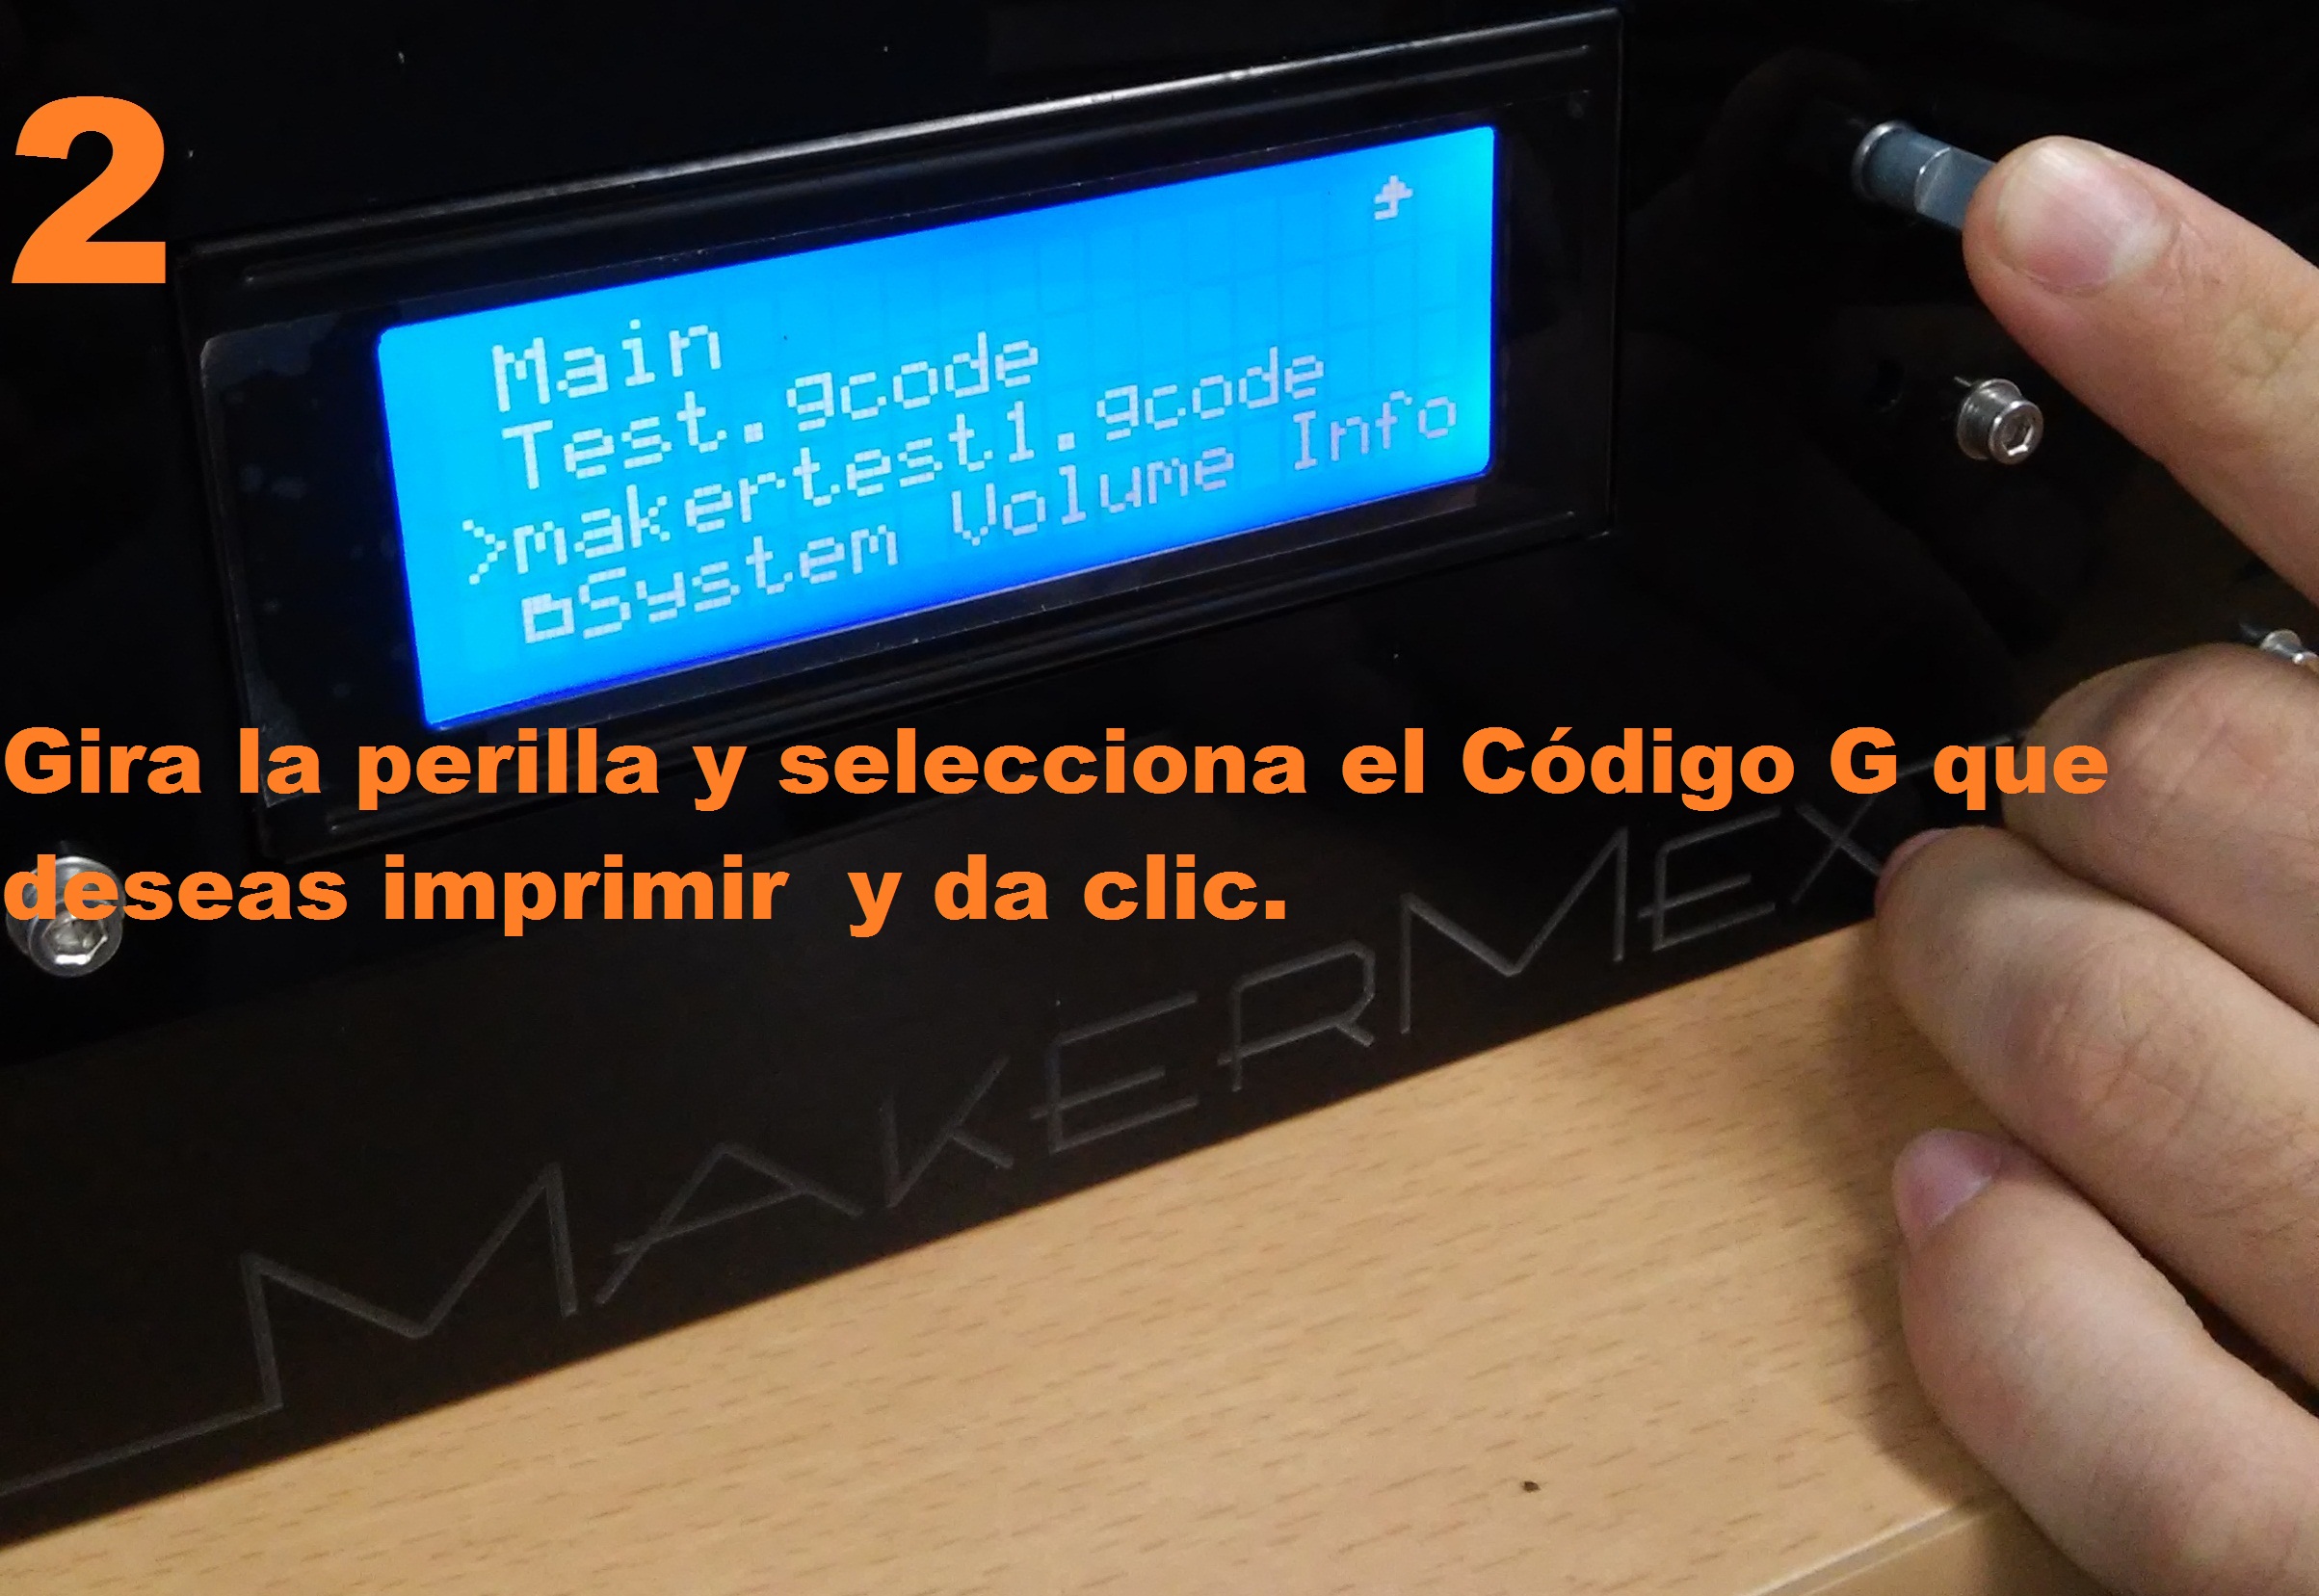 2
Main
Test.gcode
>makertest1.gcode
System Volume Info
Gira la perilla y selecciona el Código G que
deseas imprimir  y da clic.
MAKERMEX